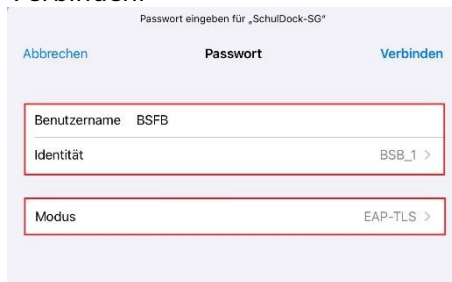 Passwort eingeben für „SchulDock-SG“
Abbrechen Passwort Verbinden
Benutzername BSFB
Identität BSB_1 >
Modus EAP-TLS >